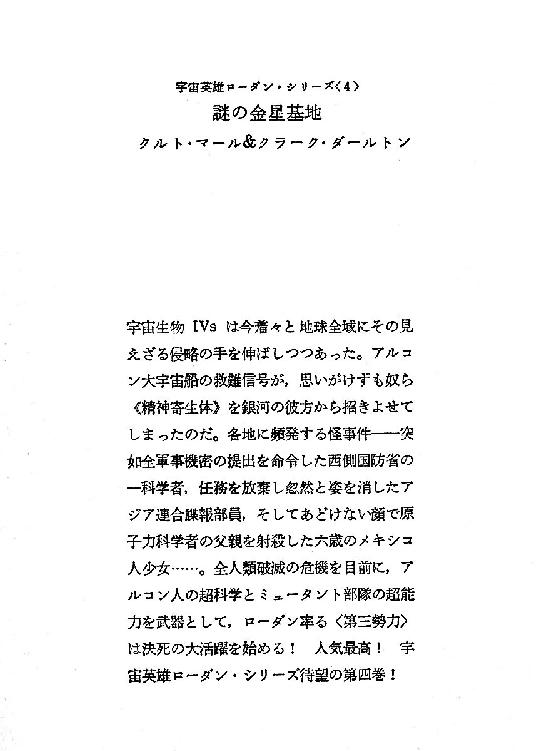 宇宙英雄ローダン・シリーズ〈4〉
謎の金星基地
クルト・マール&クラーク・ダールトン
宇宙生物 IVs は今着々と地球全域にその見
えざる侵略の手を伸ばしつつあった。アルコ
ン大宇宙船の救難信号が，思いがけずも奴ら
《精神寄生体》を銀河の彼方から招きよせて
しまったのだ。各地に頻発する怪事件――突
如全軍事機密の提出を命令した西側国防省の
一科学者，任務を放棄し忽然と姿を消したア
ジア連合諜報部員，そしてあどけない顔で原
子力科学者の父親を射殺した六歳のメキシコ
人少女……。全人類破滅の危機を目前に，ア
ルコン人の超科学とミュータント部隊の超能
力を武器として，ローダン率る〈第三勢力〉
は決死の大活躍を始める！　人気最高！　宇
宙英雄ローダン・シリーズ待望の第四巻！